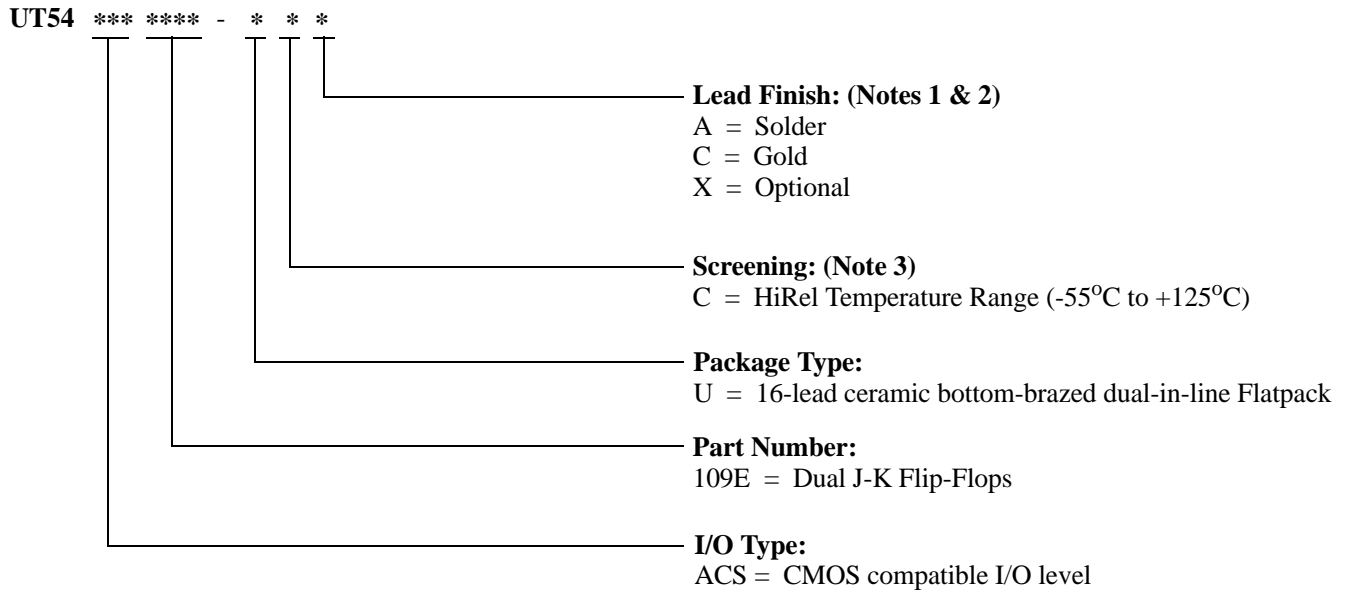 UT54 *** **** - * * *
Lead Finish: (Notes 1 & 2)
A = Solder
C = Gold
X = Optional
Screening: (Note 3)
C = HiRel Temperature Range (-55oC to +125oC)
Package Type:
U = 16-lead ceramic bottom-brazed dual-in-line Flatpack
Part Number:
109E = Dual J-K Flip-Flops
I/O Type:
ACS = CMOS compatible I/O level